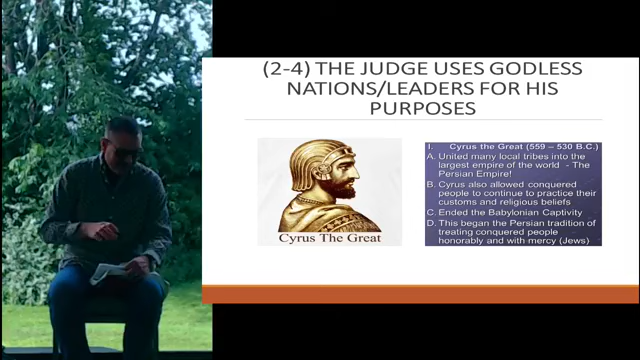 (2-4) THE JUDGE USES GODLESS
NATIONS/LEADERS FOR HIS
PURPOSES
Cyrus The Great
I. Cyrus the Great (559 – 530 B.C.)
A. United many local tribes into the
largest empire of the world - The
Persian Empire!
B. Cyrus also allowed conquered
people to continue to practice their
customs and religious beliefs
C. Ended the Babylonian Captivity
D. This began the Persian tradition of
treating conquered people
honorably and with mercy (Jews)